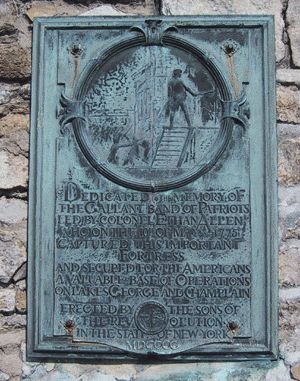 DEDICATED TO THE MEMORY OF
THE GALLANT BAND OF PATRIOTS
LED BY COLONEL ETHAN ALLEN
WHO ON THE 10TH OF MAY 1775
CAPTURED THIS IMPORTANT
FORTRESS
AND SECURED FOR THE AMERICANS
A VALUABLE BASE OF OPERATIONS
ON LAKES GEORGE AND CHAMPLAIN
ERECTED BY THE SONS OF
THE REVOLUTION
IN THE STATE OF NEW YORK
MDCCCC